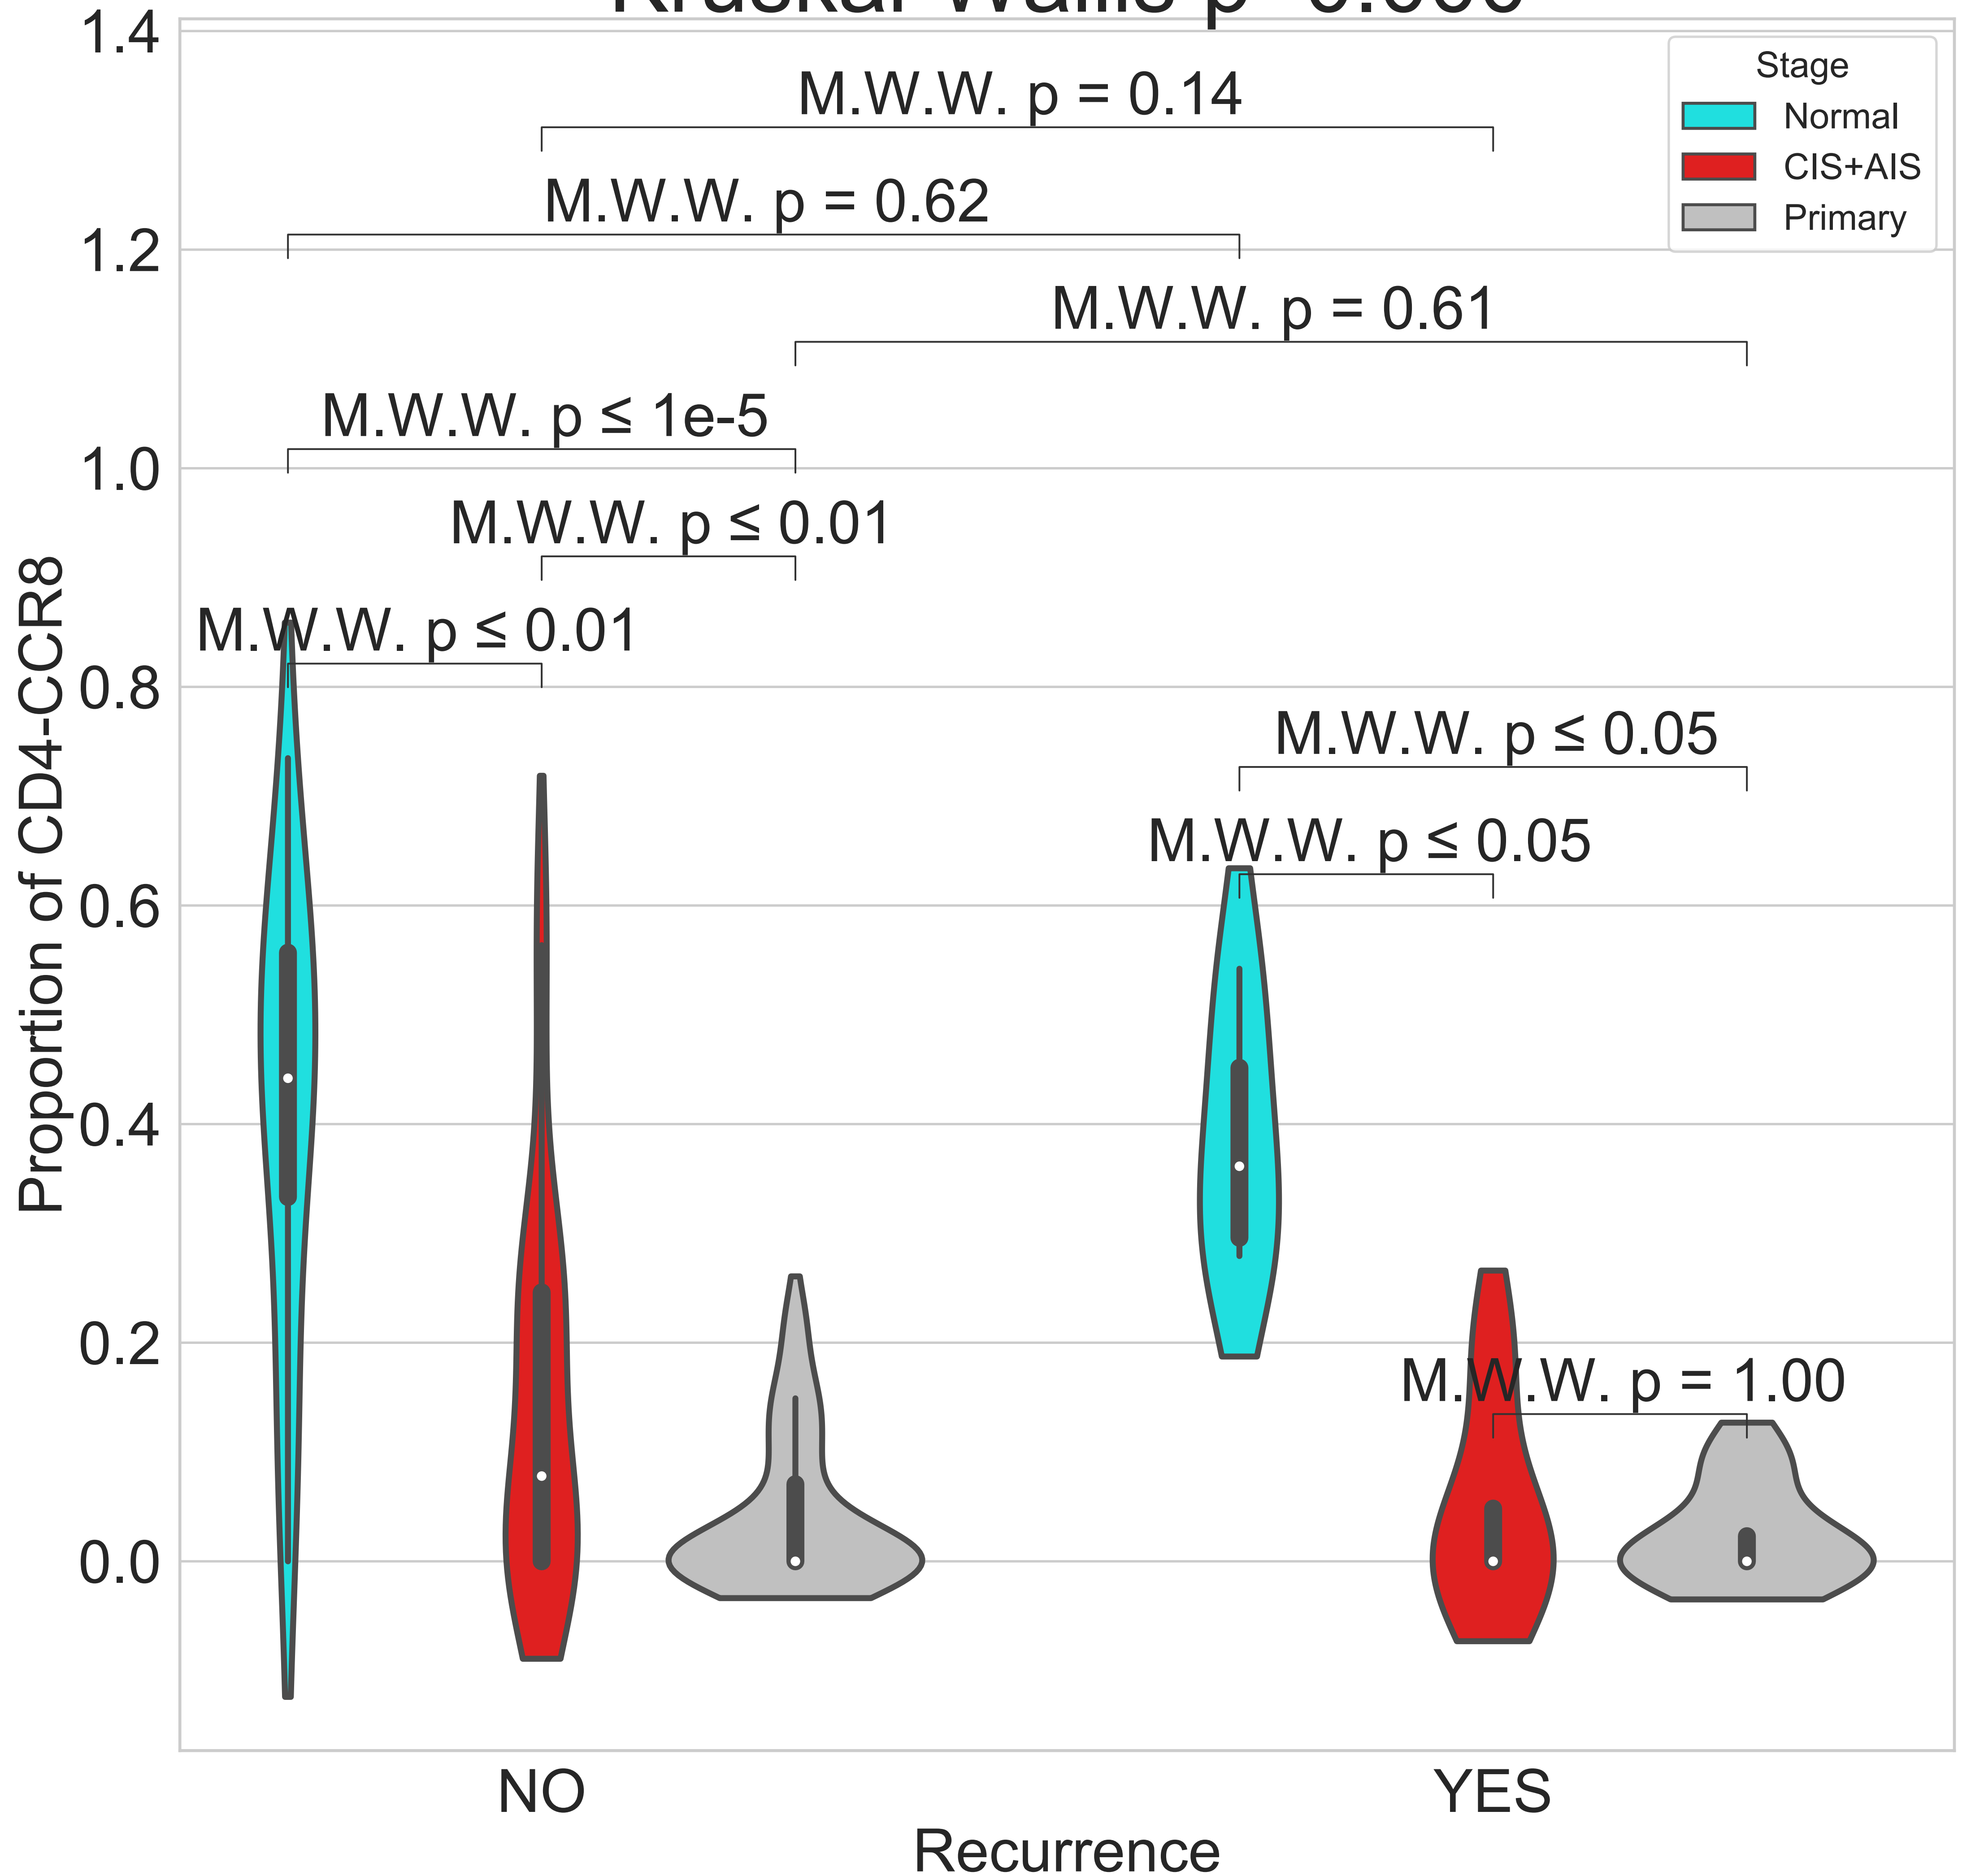 1.4
1.2
1.0
0.8
0.6
0.4
0.2
0.0
Proportion of CD4-CCR8
M.W.W. p = 0.14
M.W.W. p = 0.62
M.W.W. p = 0.61
M.W.W. p ≤ 1e-5
M.W.W. p ≤ 0.01
M.W.W. p ≤ 0.01
M.W.W. p ≤ 0.05
M.W.W. p ≤ 0.05
M.W.W. p = 1.00
Stage
Normal
CIS+AIS
Primary
NO
YES
Recurrence